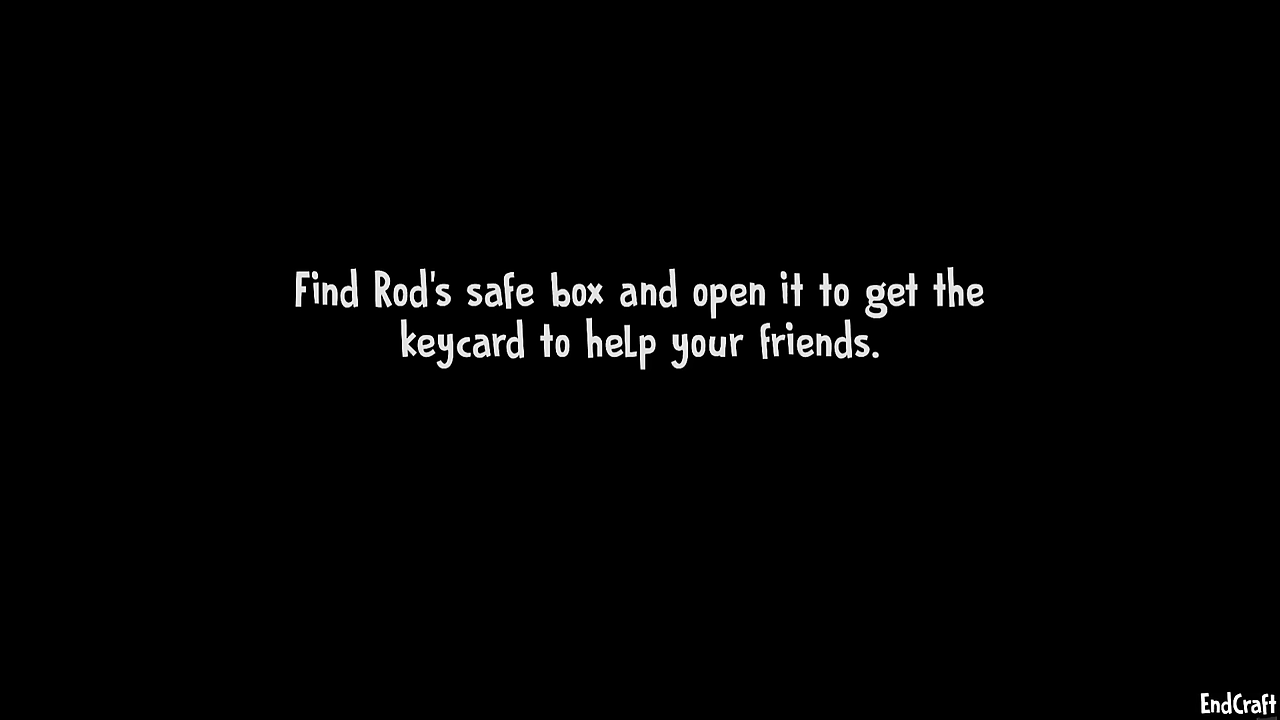 Find Rod's safe box and open it to get the
keycard to help your friends.
EndCraft